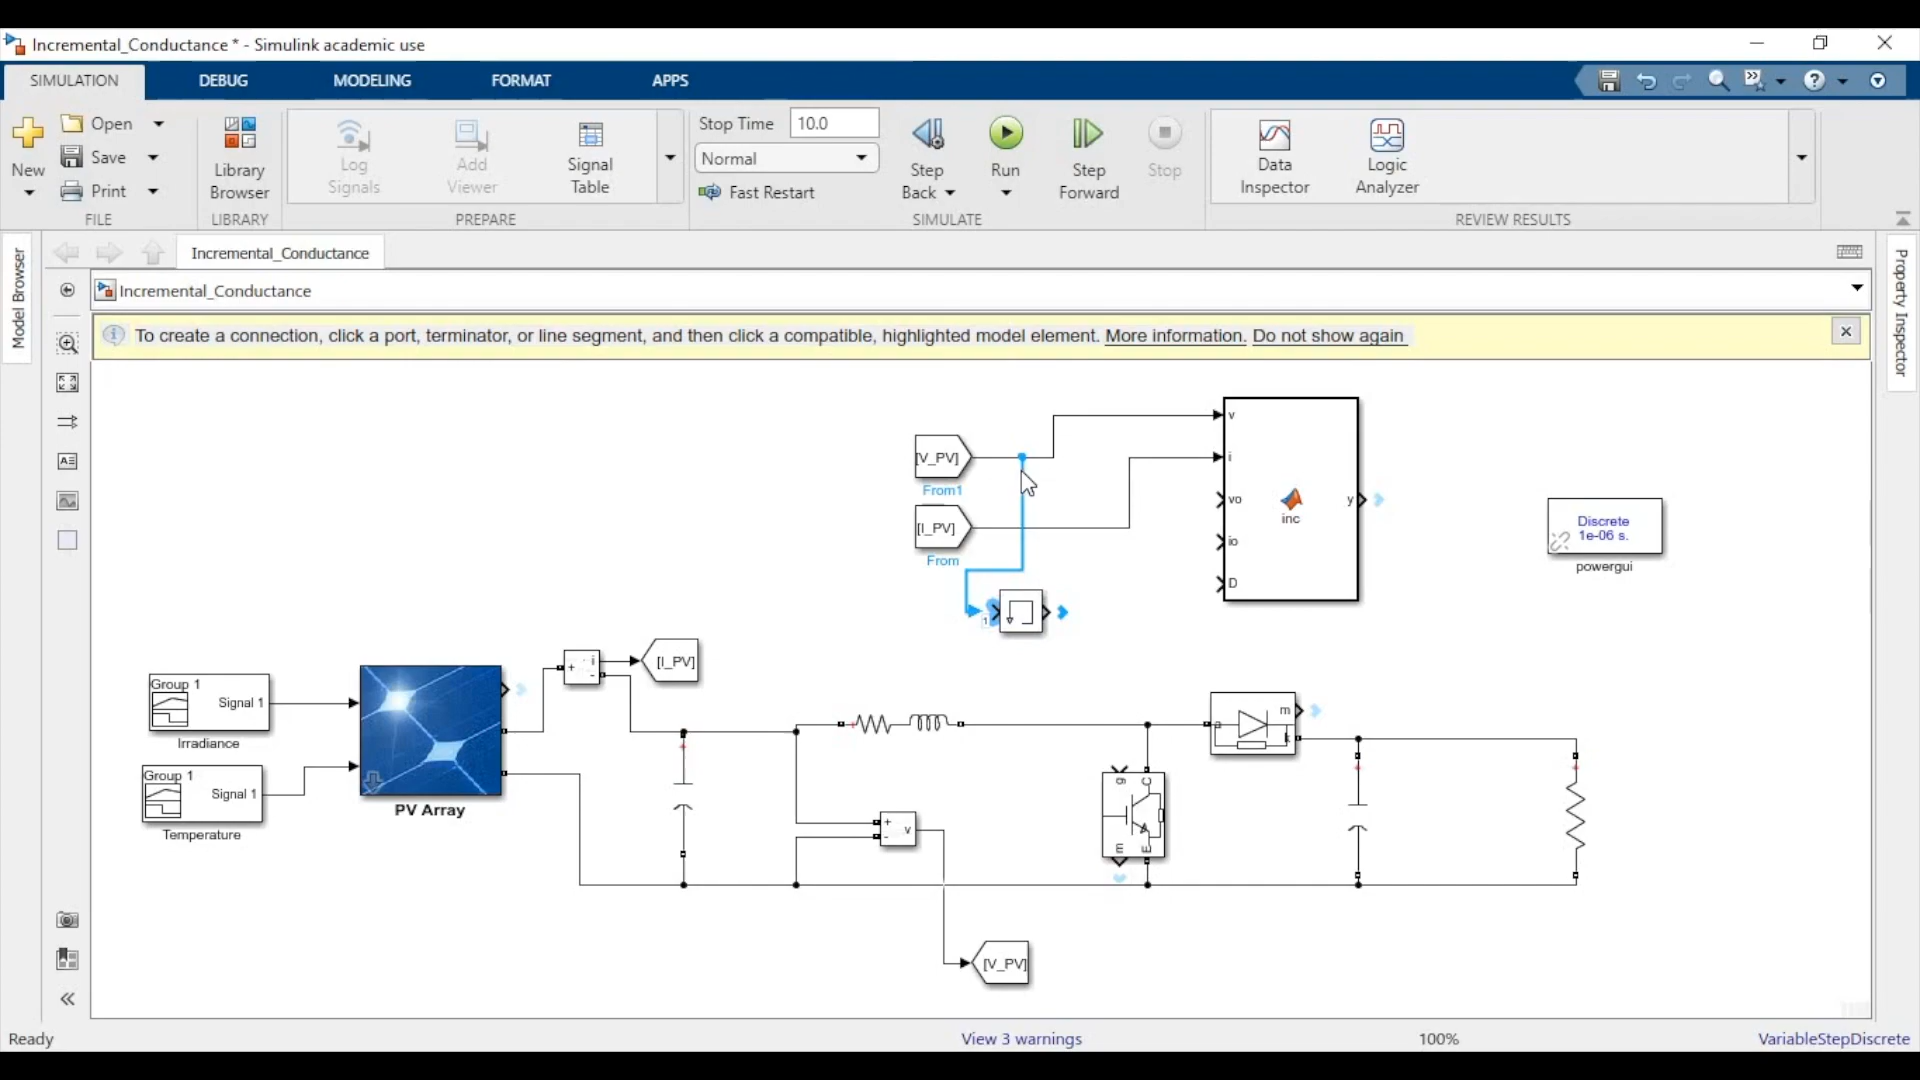 Incremental_Conductance * - Simulink academic use
SIMULATION
DEBUG
MODELING
FORMAT
APPS
New
Open
Save
Print
FILE
Library
Browser
LIBRARY
Log
Signals
Add
Viewer
Signal
Table
PREPARE
Stop Time 10.0
Normal
Fast Restart
Step
Back
Run
Step
Forward
Stop
SIMULATE
Data
Inspector
Logic
Analyzer
REVIEW RESULTS
Model Browser
Incremental_Conductance
Incremental_Conductance
Property Inspector
To create a connection, click a port, terminator, or line segment, and then click a compatible, highlighted model element. More information. Do not show again
[V_PV]
From1
[I_PV]
From
1
v
i
vo
io
D
inc
y
Discrete
1e-06 s.
powergui
Group 1
Signal 1
Irradiance
Group 1
Signal 1
Temperature
PV Array
+
i
-
[I_PV]
+
-
v
[V_PV]
g
C
m
E
a
m
k
Ready
View 3 warnings
100%
VariableStepDiscrete